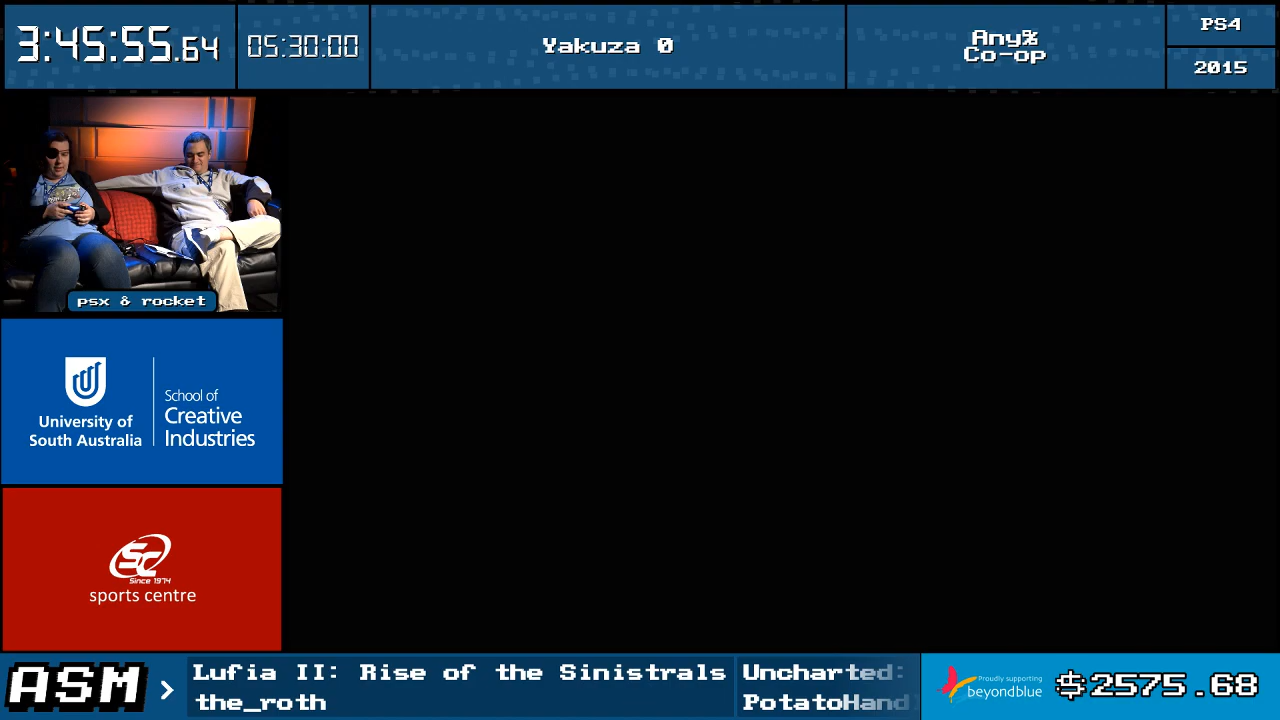 3:45:55.64
05:30:00
Yakuza 0
Any%
Co-op
PS4
2015
psx & rocket
University of
South Australia
School of
Creative
Industries
SC
Since 1974
sports centre
ASM
Lufia II: Rise of the Sinistrals
the_roth
Uncharted:
PotatoHand
Proudly supporting
beyondblue
$2575.68